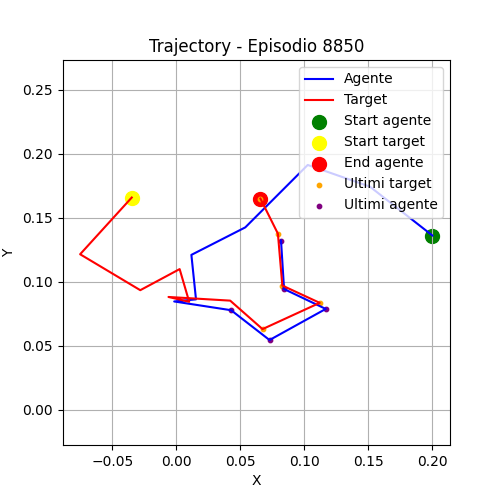 Trajectory - Episodio 8850
Agente
Target
Start agente
Start target
End agente
Ultimi target
Ultimi agente
Y
0.25
0.20
0.15
0.10
0.05
0.00
−0.05 0.00 0.05 0.10 0.15 0.20
X